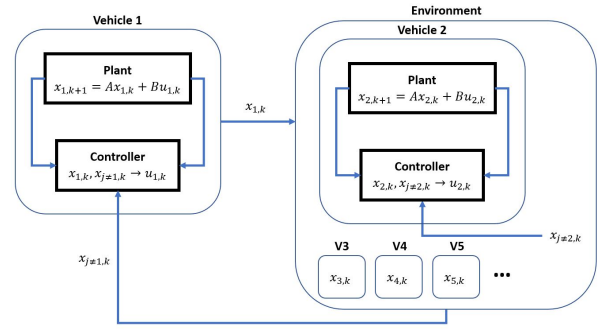 Environment
Vehicle 1
Vehicle 2
Plant
x_{1,k+1} = Ax_{1,k} + Bu_{1,k}
Plant
x_{2,k+1} = Ax_{2,k} + Bu_{2,k}
x_{1,k}
Controller
x_{1,k}, x_{j≠1,k} → u_{1,k}
Controller
x_{2,k}, x_{j≠2,k} → u_{2,k}
x_{j≠2,k}
V3 V4 V5
x_{j≠1,k}
x_{3,k} x_{4,k} x_{5,k} •••